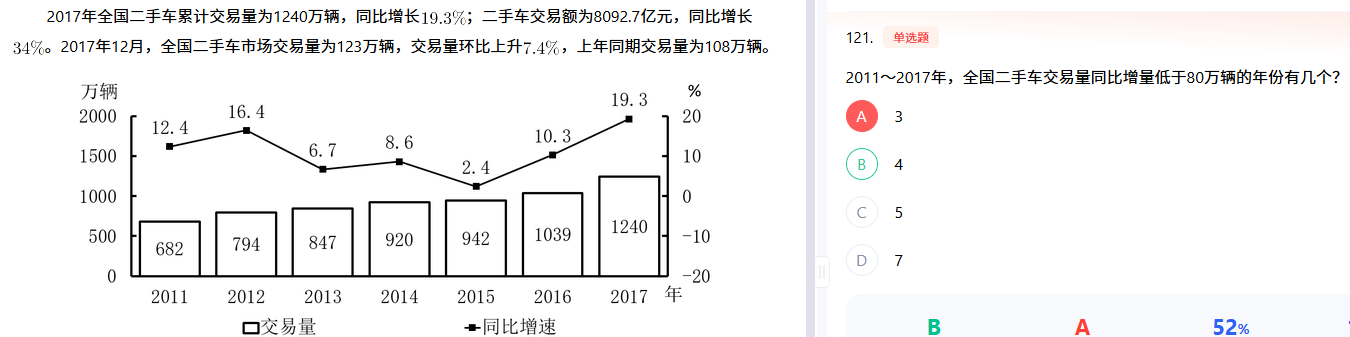 2017年全国二手车累计交易量为1240万辆，同比增长19.3%；二手车交易额为8092.7亿元，同比增长
34%。2017年12月，全国二手车市场交易量为123万辆，交易量环比上升7.4%，上年同期交易量为108万辆。
万辆
%
2000
1500
1000
500
0
12.4
16.4
6.7
8.6
2.4
10.3
19.3
20
10
0
-10
-20
682
794
847
920
942
1039
1240
2011 2012 2013 2014 2015 2016 2017 年
交易量 同比增速
121. 单选题
2011～2017年，全国二手车交易量同比增量低于80万辆的年份有几个？
A 3
B 4
C 5
D 7
B A 52%